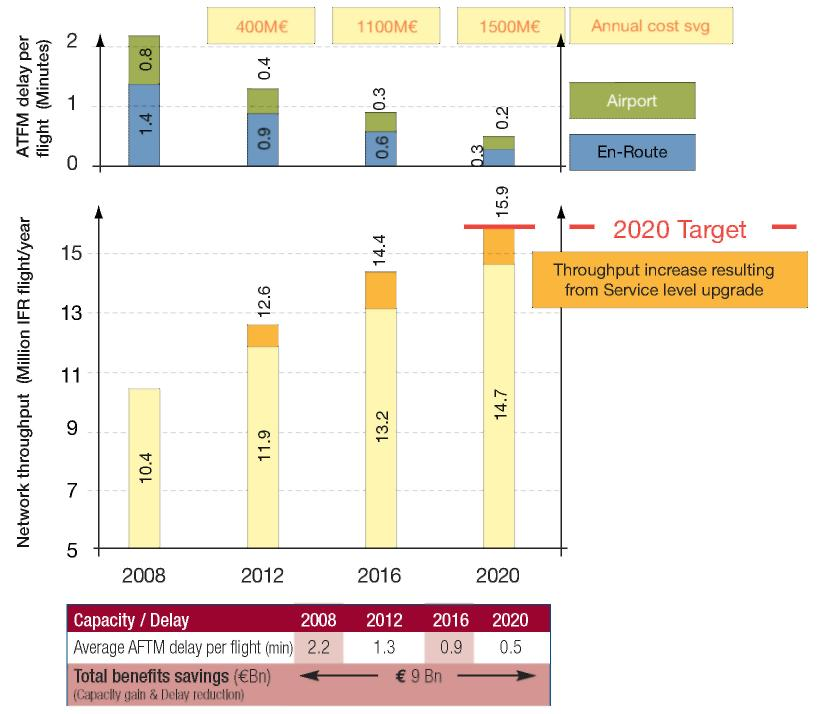 400M€ 1100M€ 1500M€ Annual cost svg
ATFM delay per
flight (Minutes)
2
1
0
0.8
1.4
0.4
0.9
0.3
0.6
0.2
0.3
Airport
En-Route
Network throughput (Million IFR flight/year
15
13
11
9
7
5
10.4
12.6
11.9
14.4
13.2
15.9
14.7
2020 Target
Throughput increase resulting
from Service level upgrade
2008 2012 2016 2020
Capacity / Delay 2008 2012 2016 2020
Average AFTM delay per flight (min) 2.2 1.3 0.9 0.5
Total benefits savings (€Bn) € 9 Bn
(Capacity gain & Delay reduction)